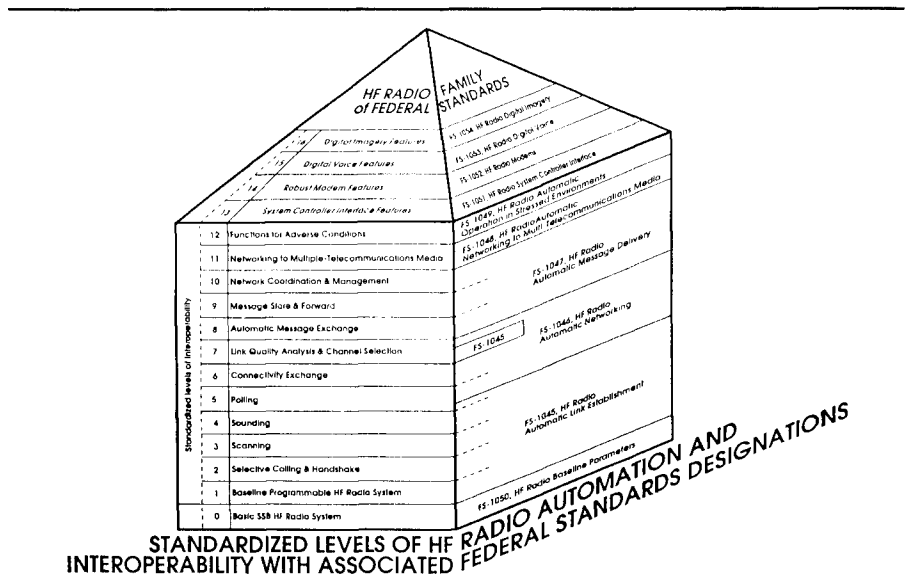 HF RADIO FAMILY
of FEDERAL STANDARDS
16 Digital Imagery Features
15 Digital Voice Features
14 Robust Modem Features
13 System Controller Interface Features
FS-1054, HF Radio Digital Imagery
FS-1053, HF Radio Digital Voice
FS-1052, HF Radio Modems
FS-1051, HF Radio System Controller Interface
Standardized levels of Interoperability
12 Functions for Adverse Conditions
11 Networking to Multiple-Telecommunications Media
10 Network Coordination & Management
9 Message Store & Forward
8 Automatic Message Exchange
7 Link Quality Analysis & Channel Selection
6 Connectivity Exchange
5 Polling
4 Sounding
3 Scanning
2 Selective Calling & Handshake
1 Baseline Programmable HF Radio System
0 Basic SSB HF Radio System
FS-1049, HF Radio Automatic
Operation in Stressed Environments
FS-1048, HF RadioAutomatic
Networking to Multi Telecommunications Media
FS-1047, HF Radio
Automatic Message Delivery
FS-1045
FS-1046, HF Radio
Automatic Networking
FS-1045, HF Radio
Automatic Link Establishment
FS-1050, HF Radio Baseline Parameters
STANDARDIZED LEVELS OF HF RADIO AUTOMATION AND
INTEROPERABILITY WITH ASSOCIATED FEDERAL STANDARDS DESIGNATIONS